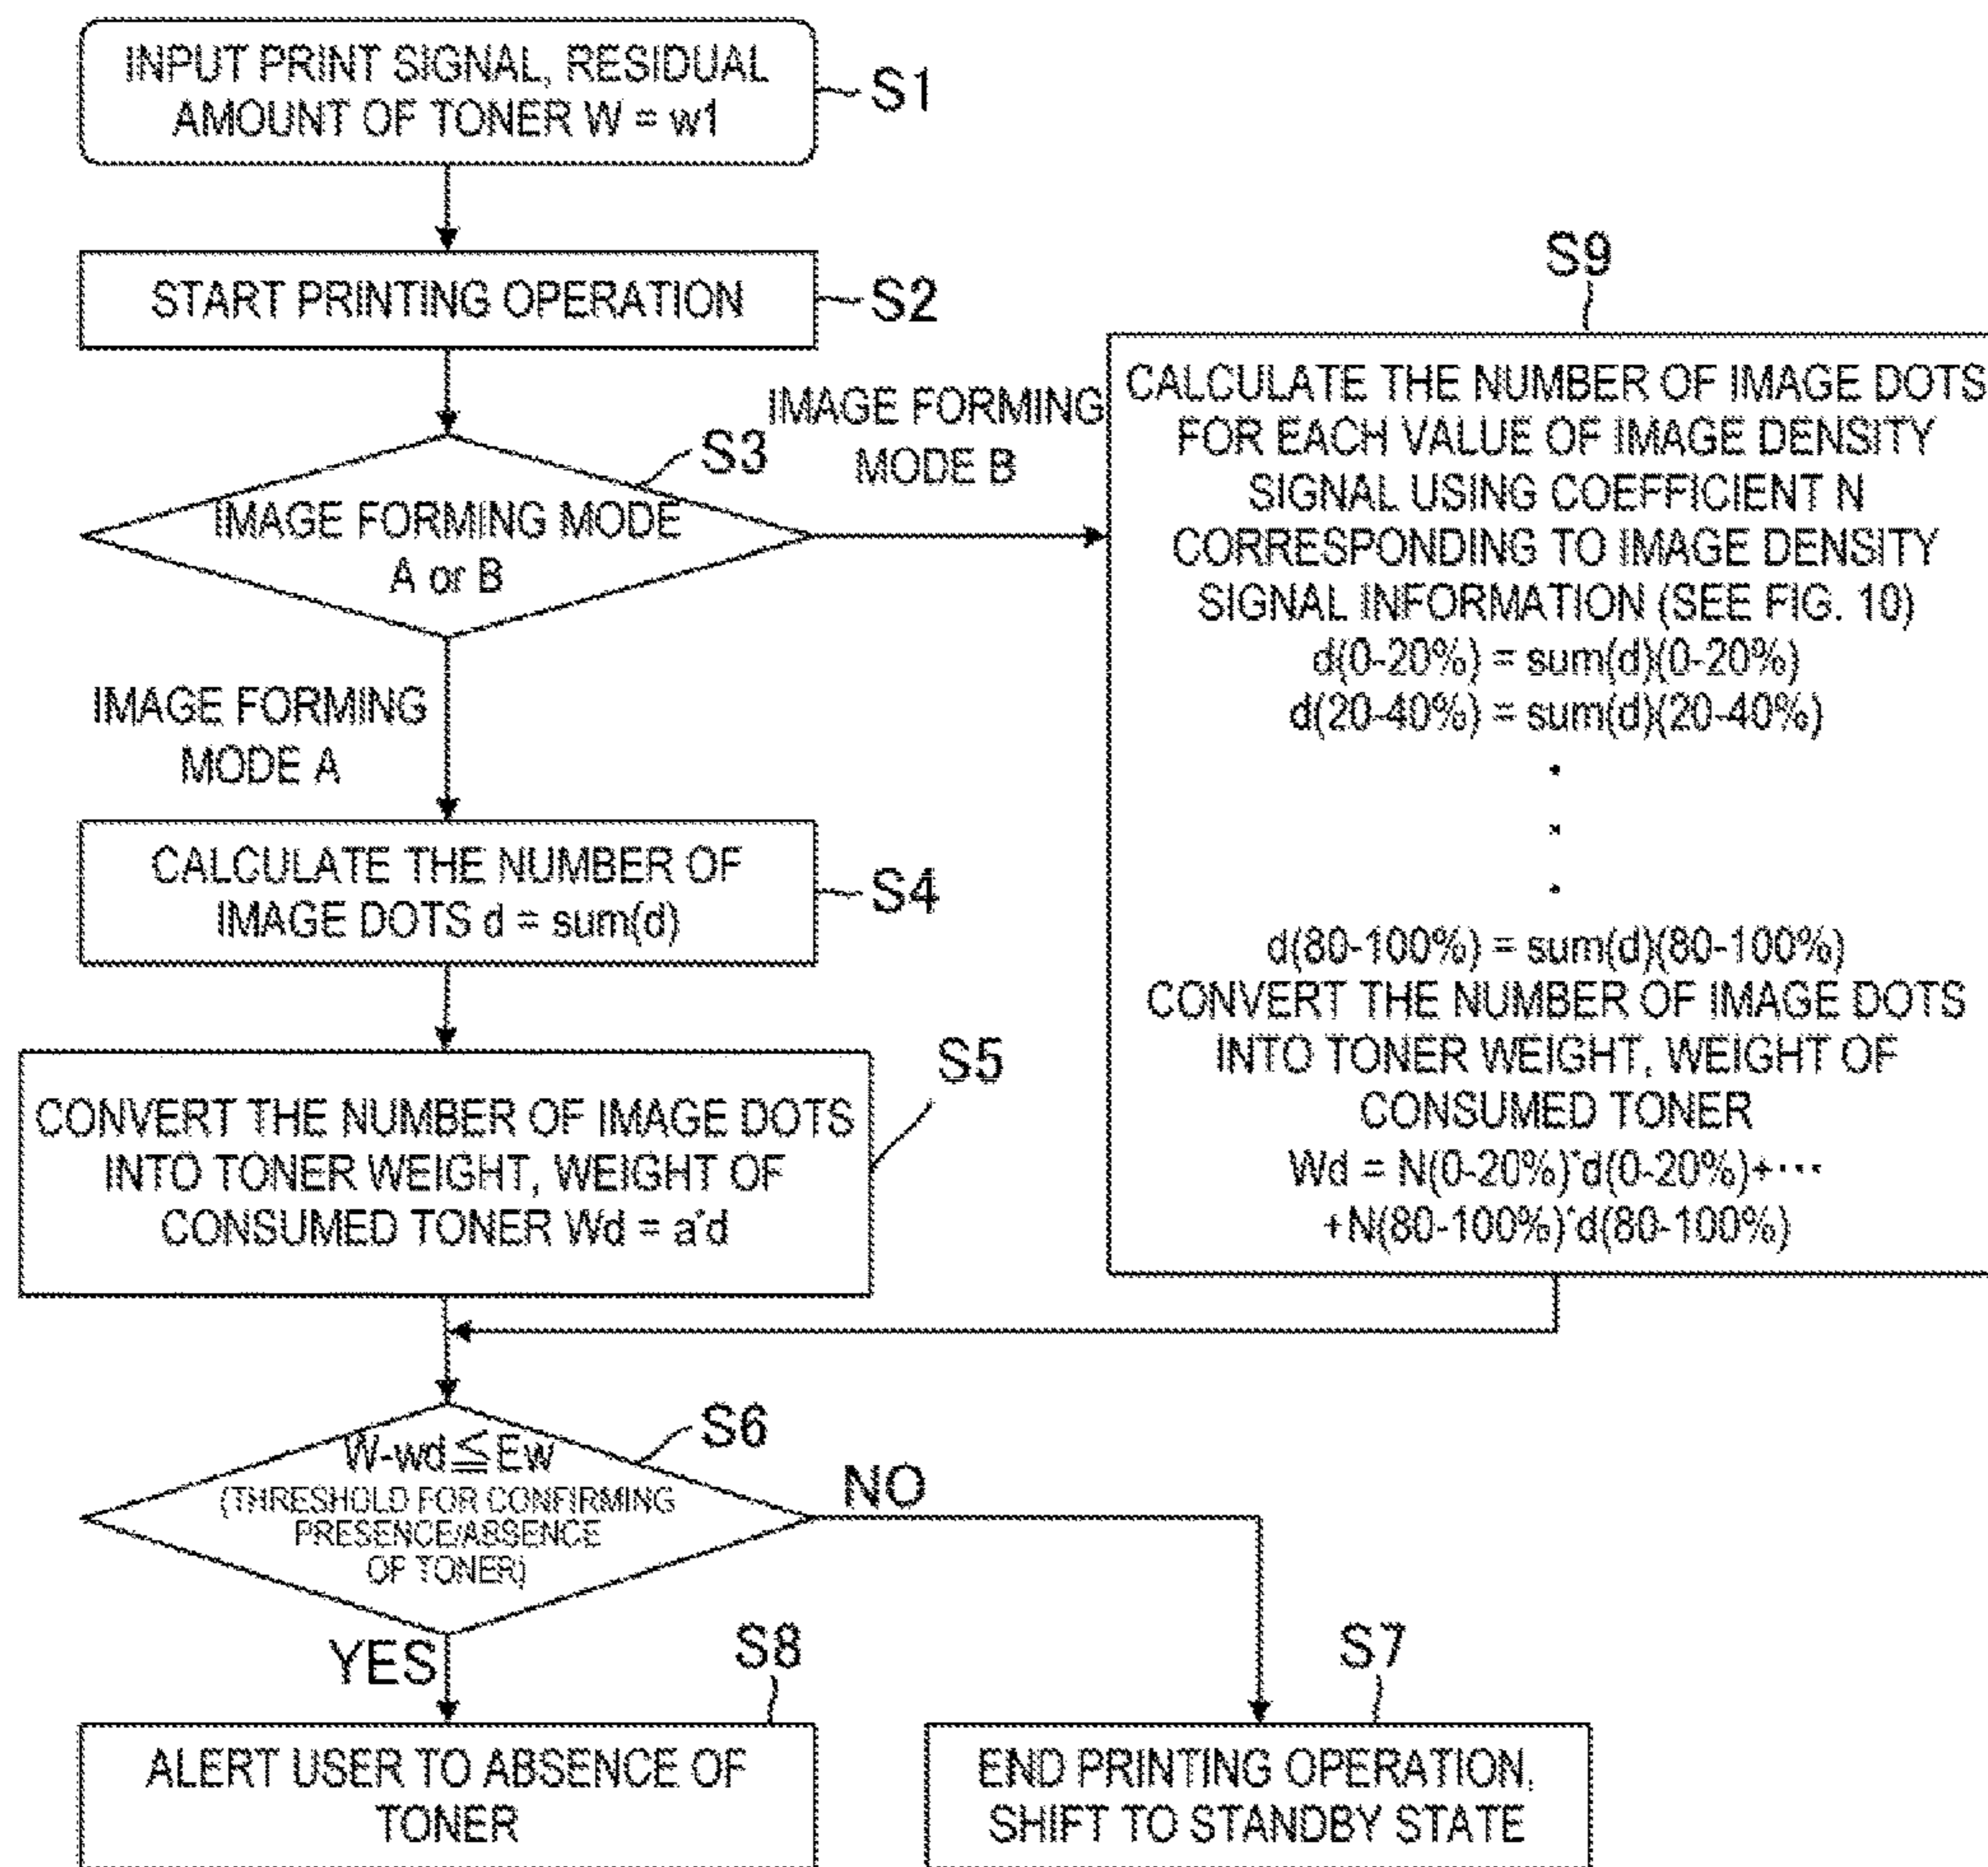 INPUT PRINT SIGNAL, RESIDUAL
AMOUNT OF TONER W = w1
S1
START PRINTING OPERATION
S2
IMAGE FORMING MODE
A or B
S3
IMAGE FORMING
MODE B
IMAGE FORMING
MODE A
CALCULATE THE NUMBER OF
IMAGE DOTS d = sum(d)
S4
CONVERT THE NUMBER OF IMAGE DOTS
INTO TONER WEIGHT, WEIGHT OF
CONSUMED TONER Wd = a*d
S5
S9
CALCULATE THE NUMBER OF IMAGE DOTS
FOR EACH VALUE OF IMAGE DENSITY
SIGNAL USING COEFFICIENT N
CORRESPONDING TO IMAGE DENSITY
SIGNAL INFORMATION (SEE FIG. 10)
d(0-20%) = sum(d)(0-20%)
d(20-40%) = sum(d)(20-40%)
.
.
.
d(80-100%) = sum(d)(80-100%)
CONVERT THE NUMBER OF IMAGE DOTS
INTO TONER WEIGHT, WEIGHT OF
CONSUMED TONER
Wd = N(0-20%)*d(0-20%)+···
+N(80-100%)*d(80-100%)
W-wd≦Ew
(THRESHOLD FOR CONFIRMING
PRESENCE/ABSENCE
OF TONER)
S6
NO
YES
S8
ALERT USER TO ABSENCE OF
TONER
S7
END PRINTING OPERATION,
SHIFT TO STANDBY STATE